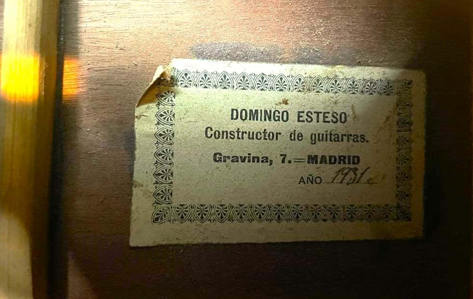 DOMINGO ESTESO
Constructor de guitarras.
Gravina, 7.=MADRID
AÑO 1931